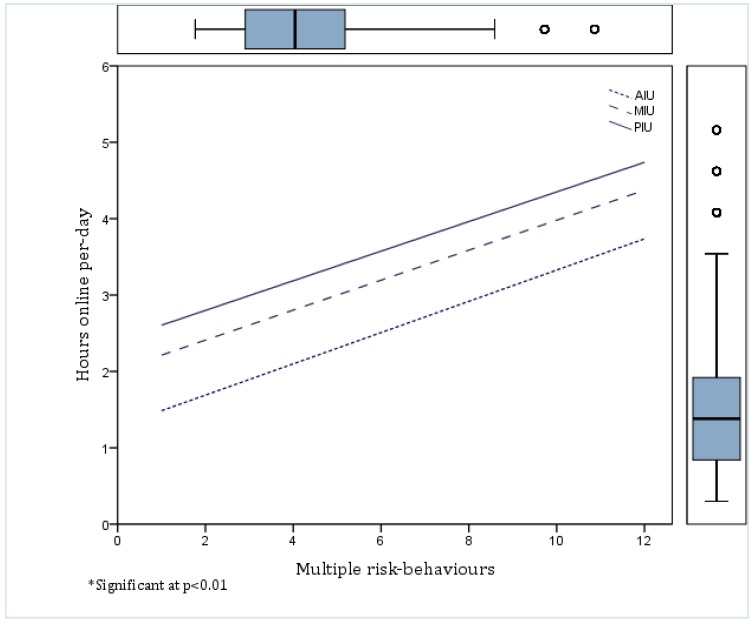 6
AIU
MIU
PIU
5
4
3
2
1
0
Hours online per-day
0 2 4 6 8 10 12
Multiple risk-behaviours
*Significant at p<0.01